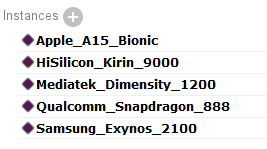 Instances
Apple_A15_Bionic
HiSilicon_Kirin_9000
Mediatek_Dimensity_1200
Qualcomm_Snapdragon_888
Samsung_Exynos_2100